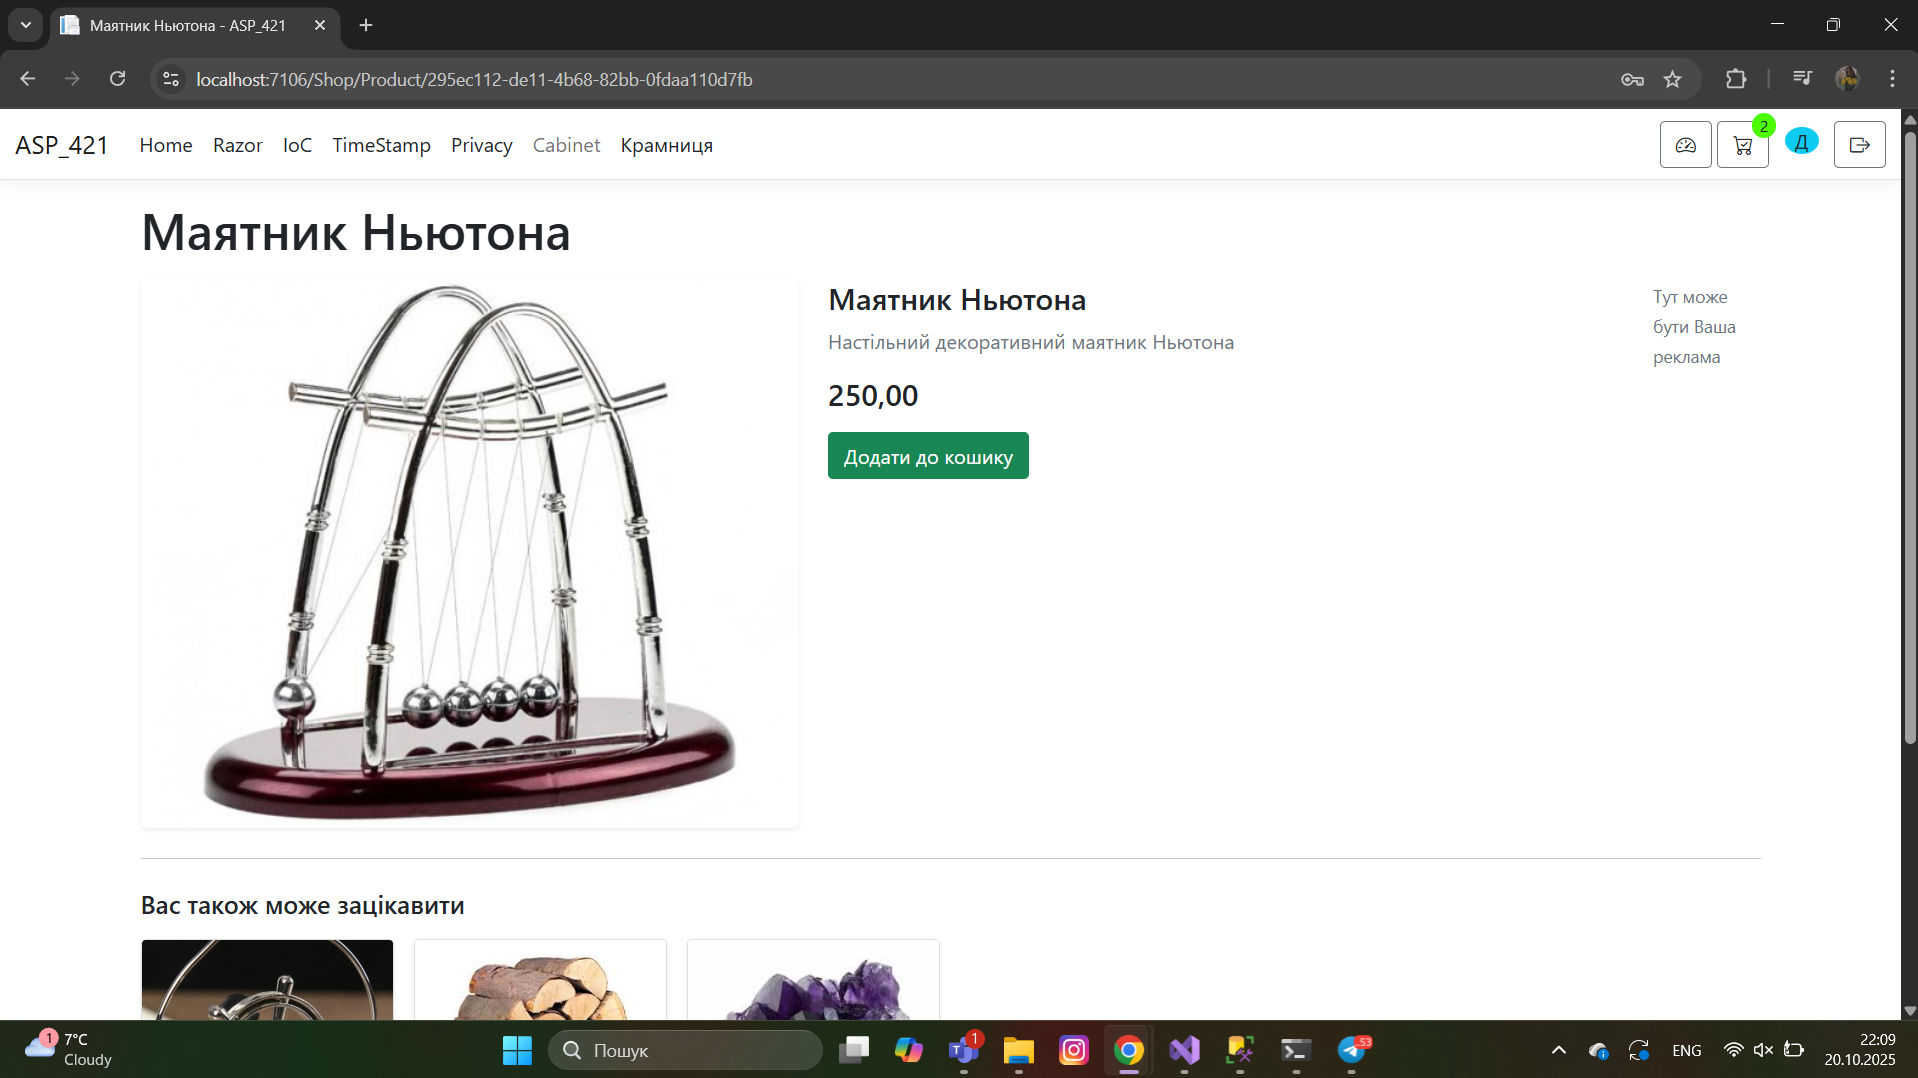 Маятник Ньютона - ASP_421
localhost:7106/Shop/Product/295ec112-de11-4b68-82bb-0fdaa110d7fb
ASP_421 Home Razor IoC TimeStamp Privacy Cabinet Крамниця 2 Д
Маятник Ньютона
Маятник Ньютона
Настільний декоративний маятник Ньютона
250,00
Додати до кошику
Тут може
бути Ваша
реклама
Вас також може зацікавити
1 7°C
Cloudy
Пошук
1
53
ENG
22:09
20.10.2025